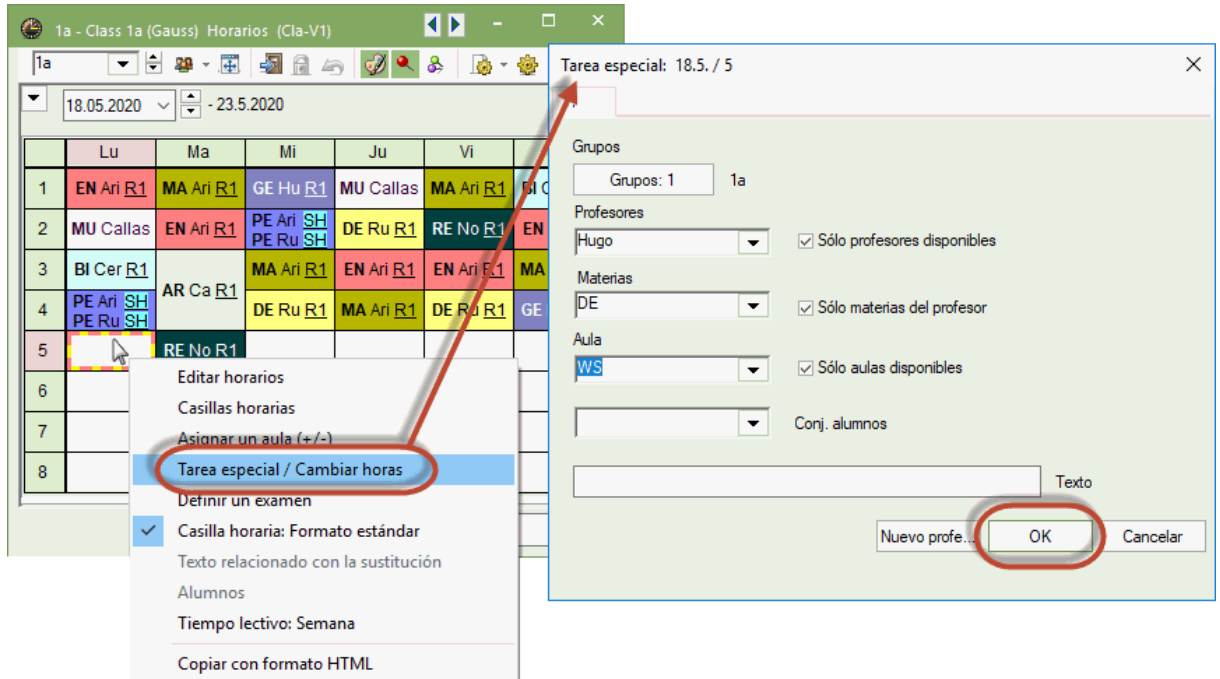 1a - Class 1a (Gauss) Horarios (Cla-V1)
1a
18.05.2020 - 23.5.2020
Lu Ma Mi Ju Vi
1 EN Ari R1 MA Ari R1 GE Hu R1 MU Callas MA Ari R1 BI
2 MU Callas EN Ari R1 PE Ari SH DE Ru R1 RE No R1 EN
PE Ru SH
3 BI Cer R1 AR Ca R1 MA Ari R1 EN Ari R1 EN Ari R1 MA
4 PE Ari SH DE Ru R1 MA Ari R1 DE Ru R1 GE
PE Ru SH
5 RE No R1
6
7
8
Editar horarios
Casillas horarias
Asignar un aula (+/-)
Tarea especial / Cambiar horas
Definir un examen
Casilla horaria: Formato estándar
Texto relacionado con la sustitución
Alumnos
Tiempo lectivo: Semana
Copiar con formato HTML
Tarea especial: 18.5. / 5
Grupos
Grupos: 1 1a
Profesores
Hugo Sólo profesores disponibles
Materias
DE Sólo materias del profesor
Aula
WS Sólo aulas disponibles
Conj. alumnos
Texto
Nuevo profe... OK Cancelar